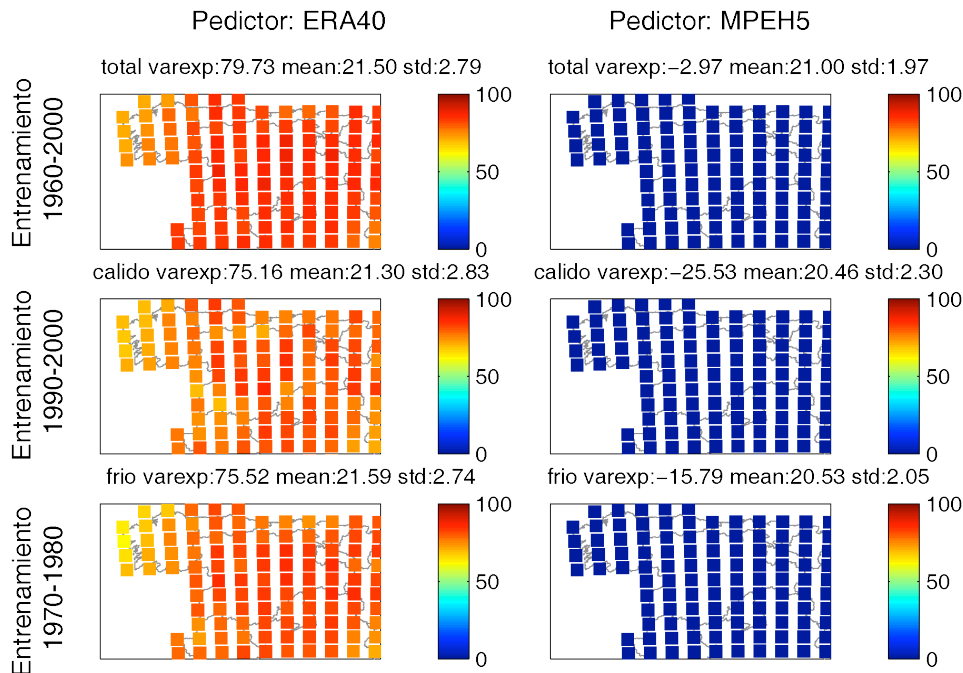 Pedictor: ERA40
Pedictor: MPEH5
Entrenamiento
1960-2000
total varexp:79.73 mean:21.50 std:2.79
100
50
0
total varexp:−2.97 mean:21.00 std:1.97
100
50
0
Entrenamiento
1990-2000
calido varexp:75.16 mean:21.30 std:2.83
100
50
0
calido varexp:−25.53 mean:20.46 std:2.30
100
50
0
Entrenamiento
1970-1980
frio varexp:75.52 mean:21.59 std:2.74
100
50
0
frio varexp:−15.79 mean:20.53 std:2.05
100
50
0